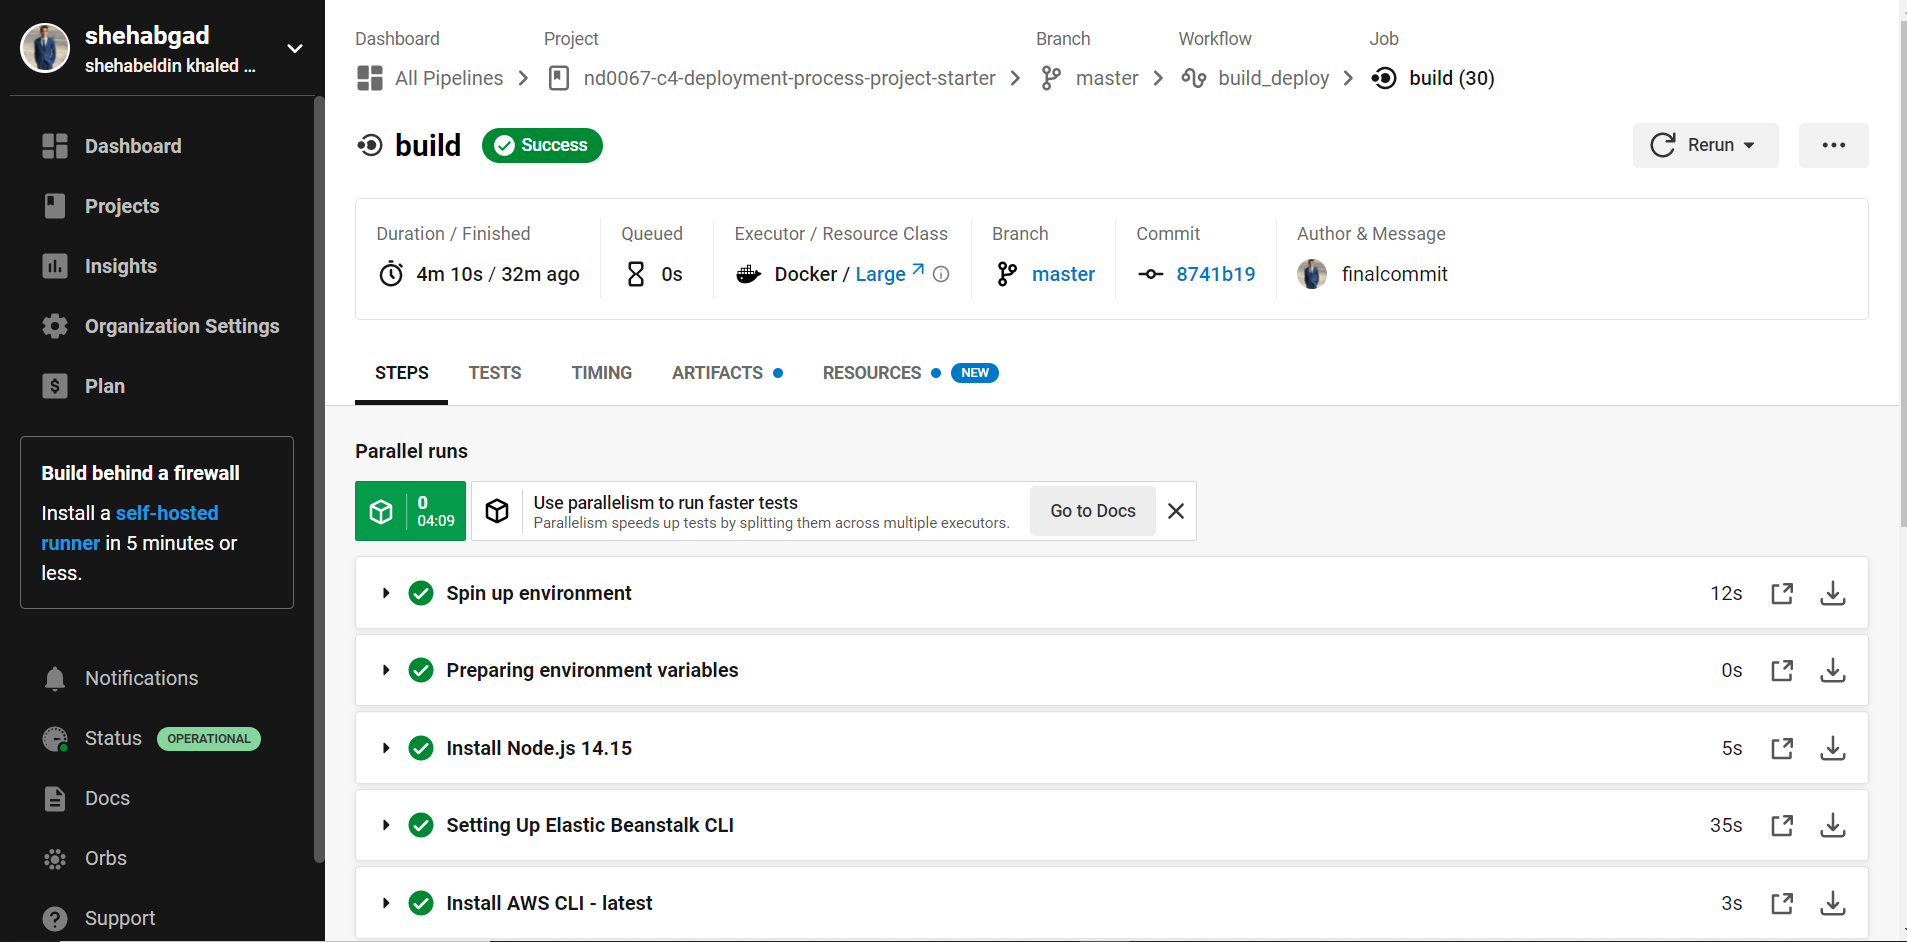 shehabgad
shehabeldin khaled ...
Dashboard
Projects
Insights
Organization Settings
Plan
Build behind a firewall
Install a self-hosted
runner in 5 minutes or
less.
Notifications
Status OPERATIONAL
Docs
Orbs
Support
Dashboard Project Branch Workflow Job
All Pipelines nd0067-c4-deployment-process-project-starter master build_deploy build (30)
build Success
Rerun
Duration / Finished Queued Executor / Resource Class Branch Commit Author & Message
4m 10s / 32m ago 0s Docker / Large master 8741b19 finalcommit
STEPS TESTS TIMING ARTIFACTS RESOURCES NEW
Parallel runs
0
04:09
Use parallelism to run faster tests
Parallelism speeds up tests by splitting them across multiple executors.
Go to Docs
Spin up environment 12s
Preparing environment variables 0s
Install Node.js 14.15 5s
Setting Up Elastic Beanstalk CLI 35s
Install AWS CLI - latest 3s